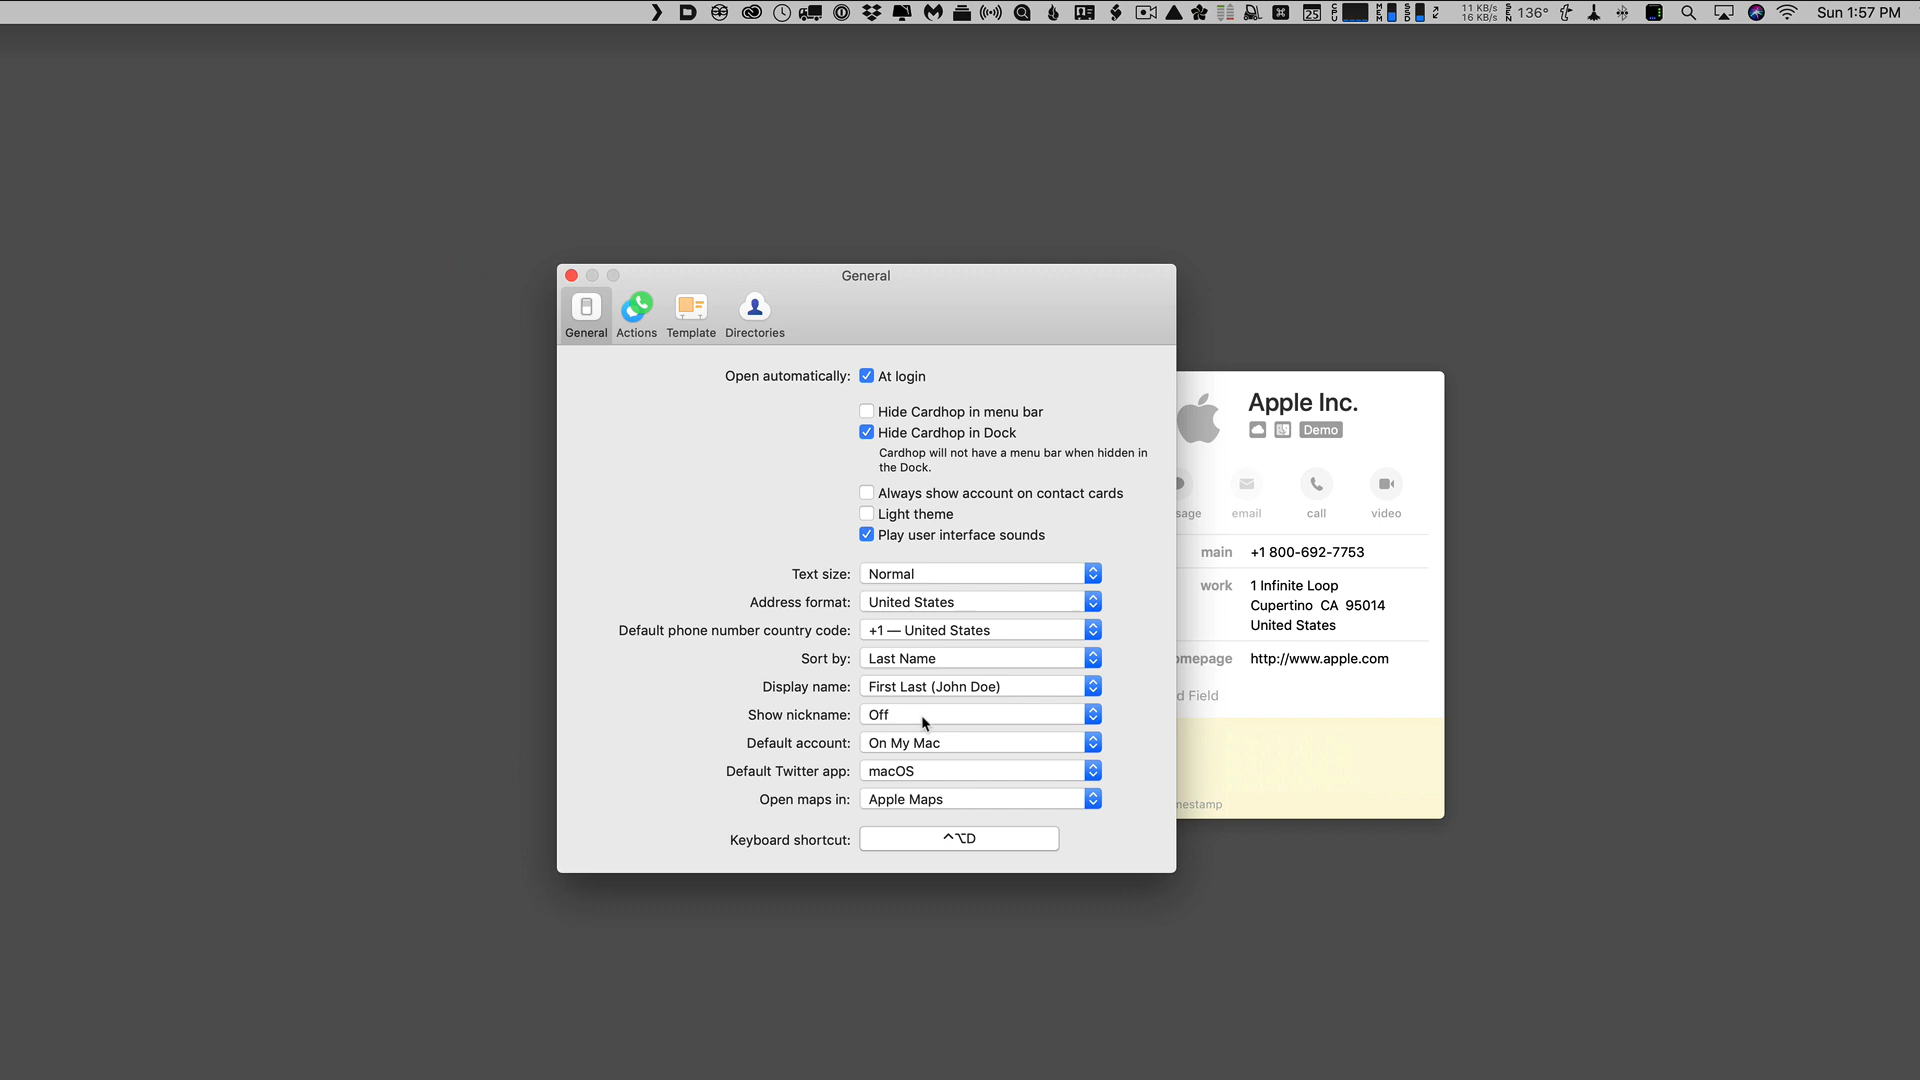 11 KB/s
16 KB/s
136°
Sun 1:57 PM
25
General
General
Actions
Template
Directories
Open automatically:
At login
Hide Cardhop in menu bar
Hide Cardhop in Dock
Cardhop will not have a menu bar when hidden in
the Dock.
Always show account on contact cards
Light theme
Play user interface sounds
Text size: Normal
Address format: United States
Default phone number country code: +1 — United States
Sort by: Last Name
Display name: First Last (John Doe)
Show nickname: Off
Default account: On My Mac
Default Twitter app: macOS
Open maps in: Apple Maps
Keyboard shortcut: ^⌥D
Apple Inc.
Demo
sage
email
call
video
main +1 800-692-7753
work 1 Infinite Loop
Cupertino CA 95014
United States
omepage http://www.apple.com
d Field
nestamp